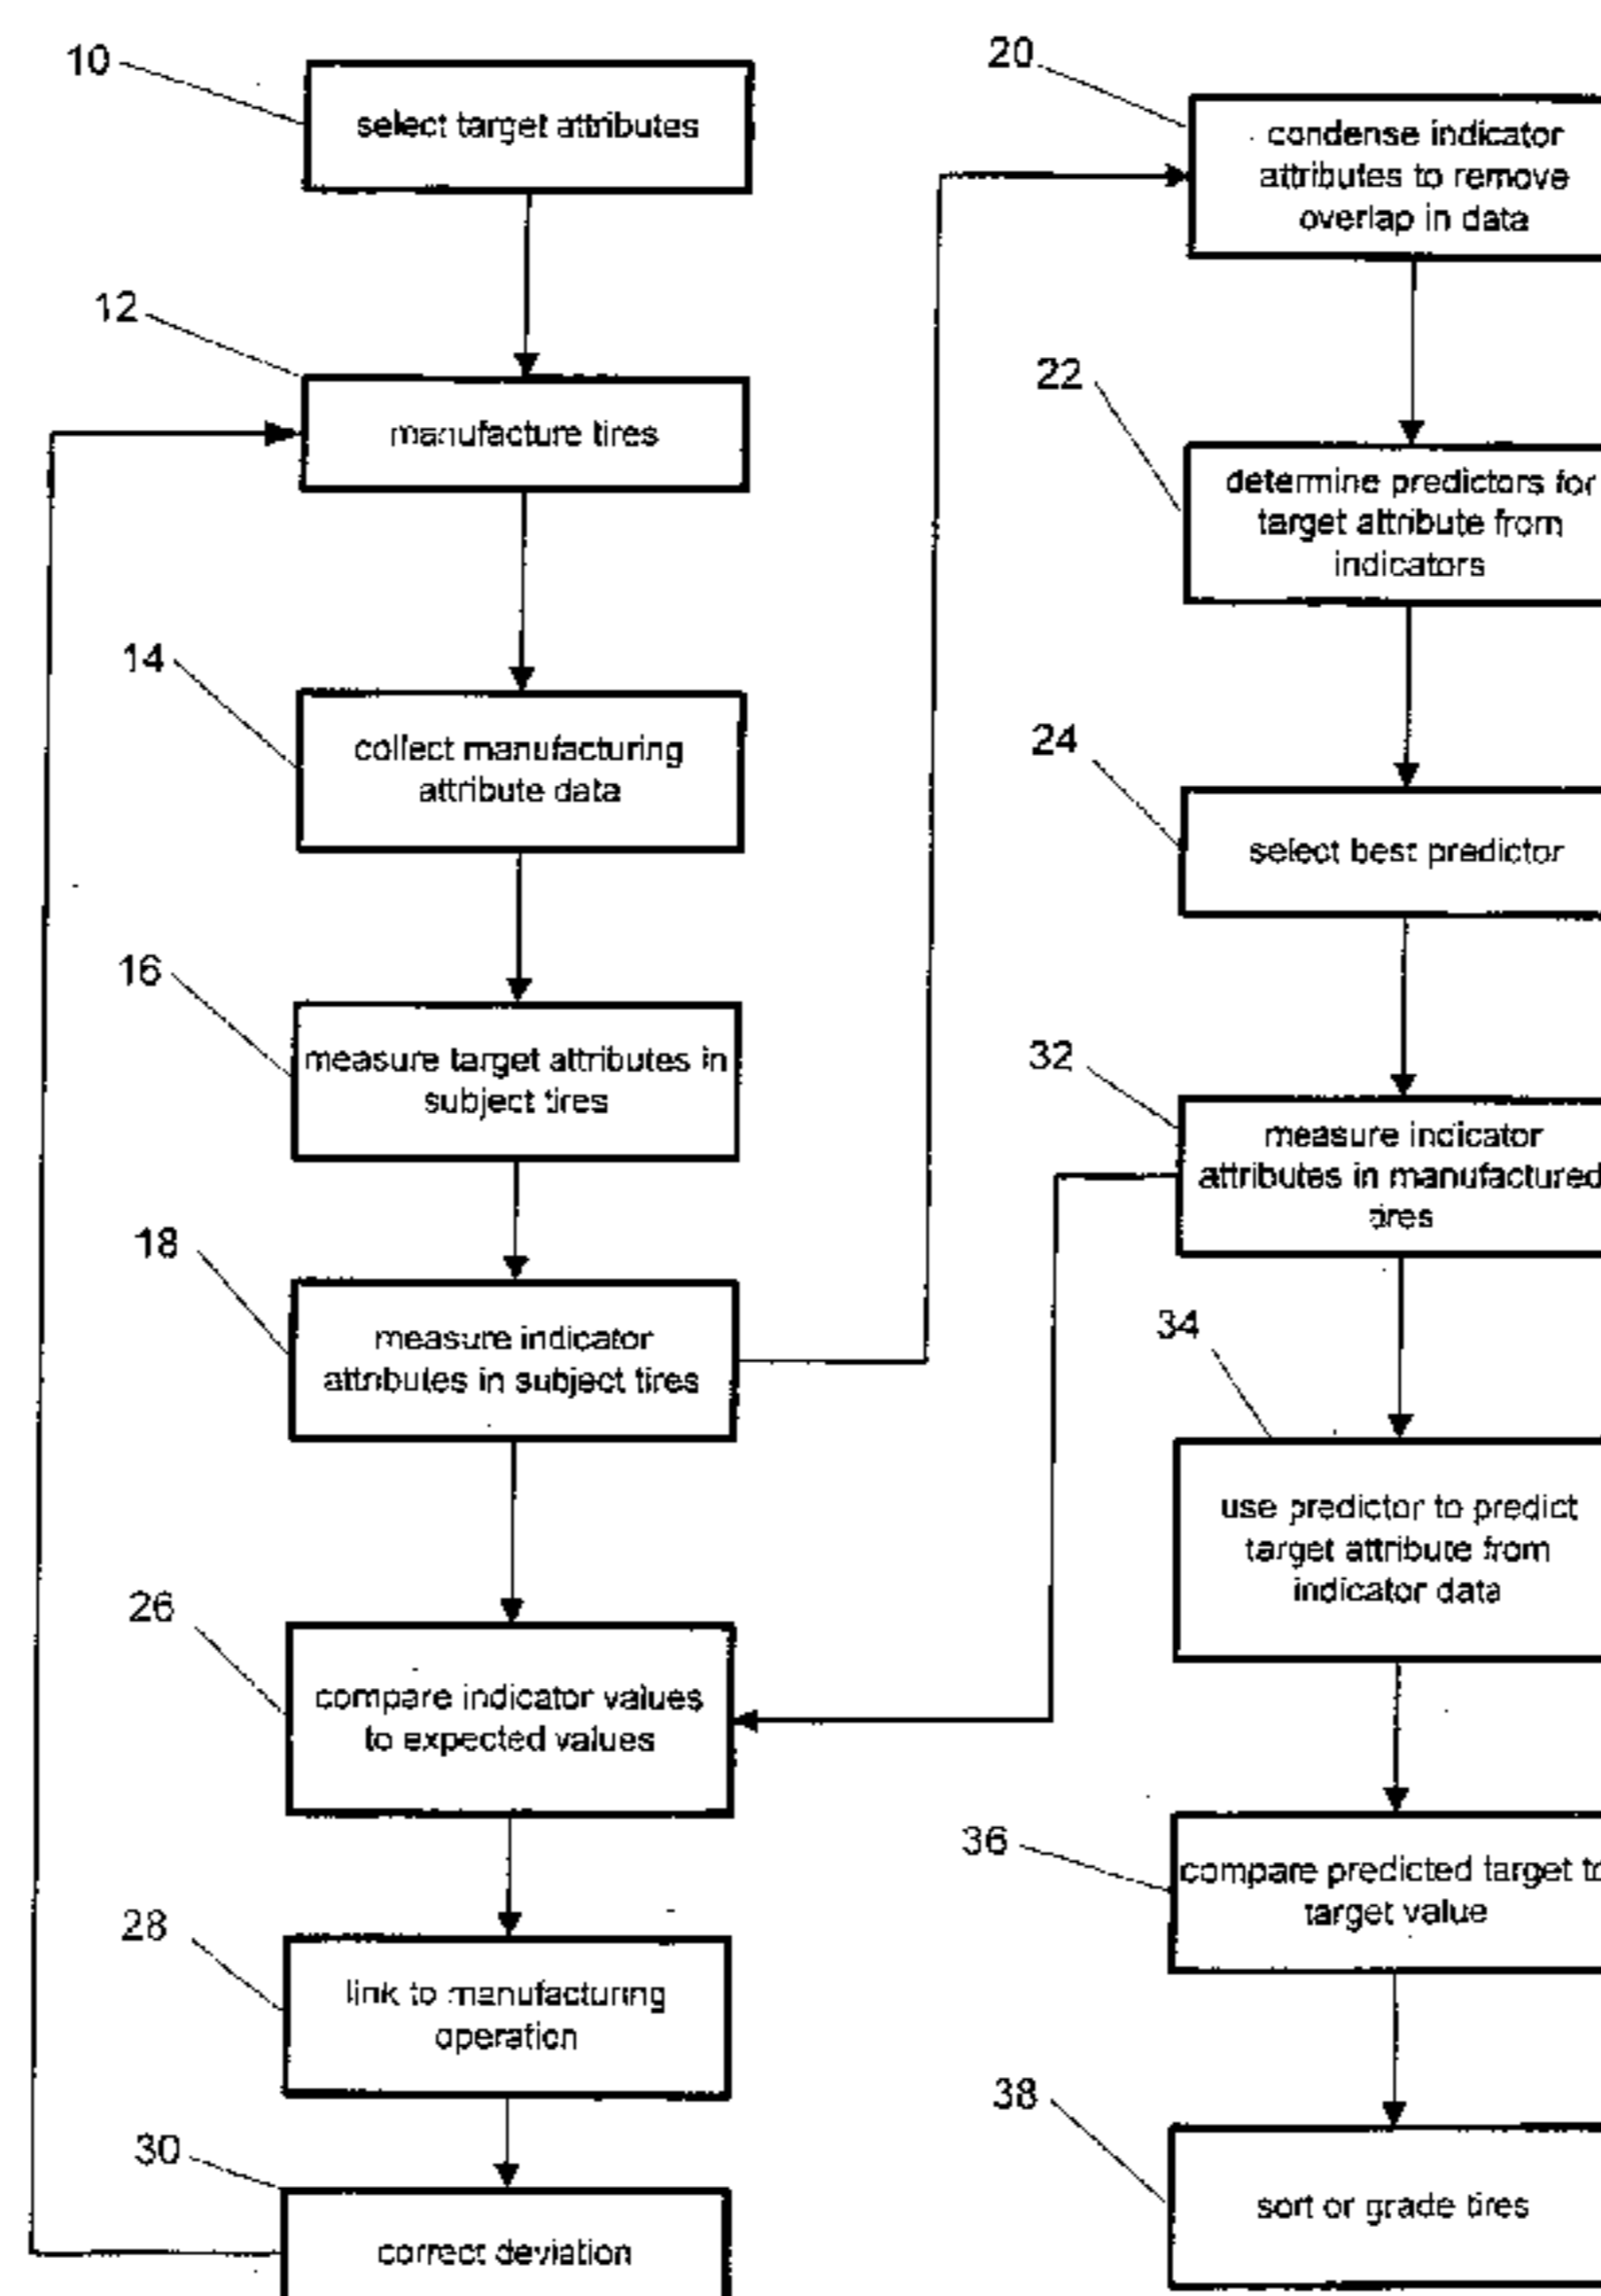 10
select target attributes
12
manufacture tires
14
collect manufacturing
attribute data
16
measure target attributes in
subject tires
18
measure indicator
attributes in subject tires
26
compare indicator values
to expected values
28
link to manufacturing
operation
30
correct deviation
20
condense indicator
attributes to remove
overlap in data
22
determine predictors for
target attribute from
indicators
24
select best predictor
32
measure indicator
attributes in manufactured
tires
34
use predictor to predict
target attribute from
indicator data
36
compare predicted target to
target value
38
sort or grade tires